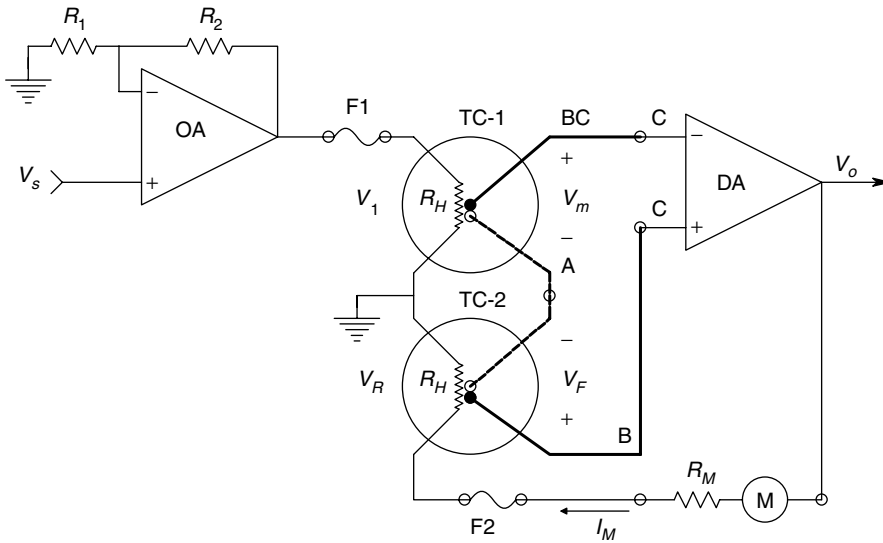 R1
R2
F1
TC-1
BC
C
−
OA
+
−
DA
Vo
Vs
+
V1
RH
Vm
C
+
−
A
TC-2
−
VR
RH
VF
+
B
RM
M
F2
IM